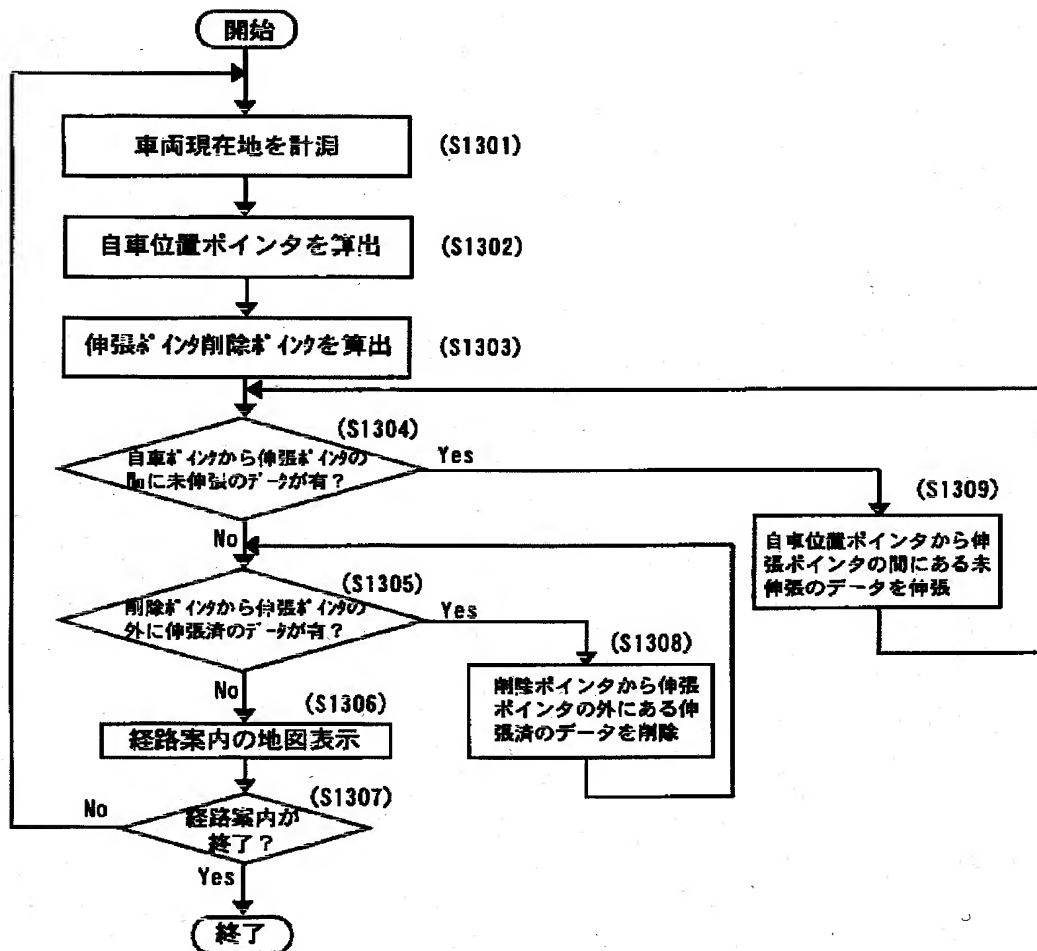 開始
車両現在地を計測
(S1301)
自車位置ポインタを算出
(S1302)
伸張ポインタ削除ポインタを算出
(S1303)
(S1304)
自車ポインタから伸張ポインタの
間に未伸張のデータが有?
Yes
No
(S1309)
自車位置ポインタから伸
張ポインタの間にある未
伸張のデータを伸張
(S1305)
削除ポインタから伸張ポインタの
外に伸張済のデータが有?
Yes
No
(S1308)
削除ポインタから伸張
ポインタの外にある伸
張済のデータを削除
(S1306)
経路案内の地図表示
(S1307)
経路案内が
終了?
No
Yes
終了